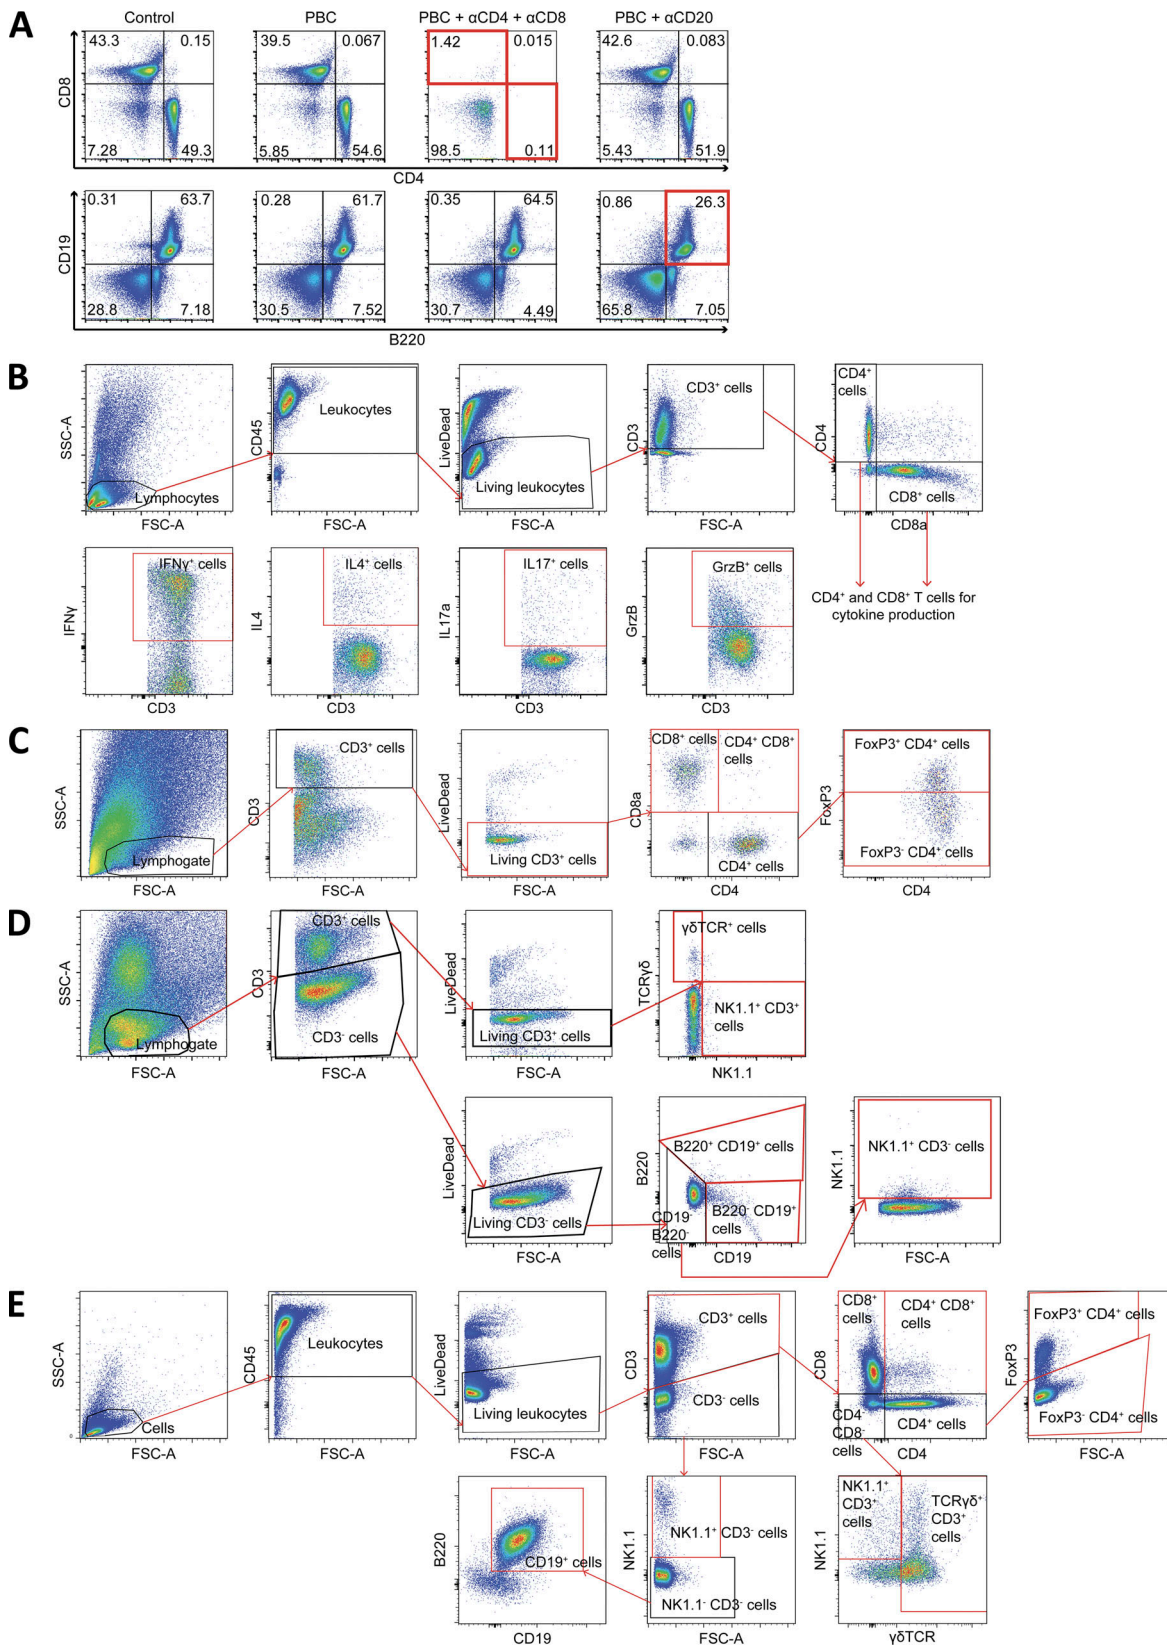 A
Control
PBC
PBC + αCD4 + αCD8
PBC + αCD20
43.3
0.15
39.5
0.067
1.42
0.015
42.6
0.083
CD8
7.28
49.3
5.85
54.6
98.5
0.11
5.43
51.9
CD4
0.31
63.7
0.28
61.7
0.35
64.5
0.86
26.3
CD19
28.8
7.18
30.5
7.52
30.7
4.49
65.8
7.05
B220
B
SSC-A
Lymphocytes
FSC-A
CD45
Leukocytes
FSC-A
LiveDead
Living leukocytes
FSC-A
CD3
CD3⁺ cells
FSC-A
CD4
CD4⁺
cells
CD8⁺ cells
CD8a
CD4⁺ and CD8⁺ T cells for
cytokine production
IFNγ
IFNγ⁺ cells
CD3
IL4
IL4⁺ cells
CD3
IL17a
IL17⁺ cells
CD3
GrzB
GrzB⁺ cells
CD3
C
SSC-A
Lymphogate
FSC-A
CD3
CD3⁺ cells
FSC-A
LiveDead
Living CD3⁺ cells
FSC-A
CD8a
CD8⁺ cells
CD4⁺ CD8⁺
cells
CD4⁺ cells
CD4
FoxP3
FoxP3⁺ CD4⁺ cells
FoxP3⁻ CD4⁺ cells
CD4
D
SSC-A
Lymphogate
FSC-A
CD3
CD3⁺ cells
CD3⁻ cells
FSC-A
LiveDead
Living CD3⁺ cells
FSC-A
TCRγδ
γδTCR⁺ cells
NK1.1⁺ CD3⁺
cells
NK1.1
LiveDead
Living CD3⁻ cells
FSC-A
B220
B220⁺ CD19⁺ cells
B220⁻ CD19⁺
cells
CD19⁻
B220⁻
cells
CD19
NK1.1
NK1.1⁺ CD3⁻ cells
FSC-A
E
SSC-A
Cells
FSC-A
CD45
Leukocytes
FSC-A
LiveDead
Living leukocytes
FSC-A
CD3
CD3⁺ cells
CD3⁻ cells
FSC-A
CD8
CD8⁺
cells
CD4⁺ CD8⁺
cells
CD4⁻
CD8⁻
cells
CD4⁺ cells
CD4
FoxP3
FoxP3⁺ CD4⁺ cells
FoxP3⁻ CD4⁺ cells
FSC-A
B220
CD19⁺ cells
CD19
NK1.1
NK1.1⁺ CD3⁻ cells
NK1.1⁻ CD3⁻ cells
FSC-A
NK1.1
NK1.1⁺
CD3⁺
cells
TCRγδ⁺
CD3⁺
cells
γδTCR